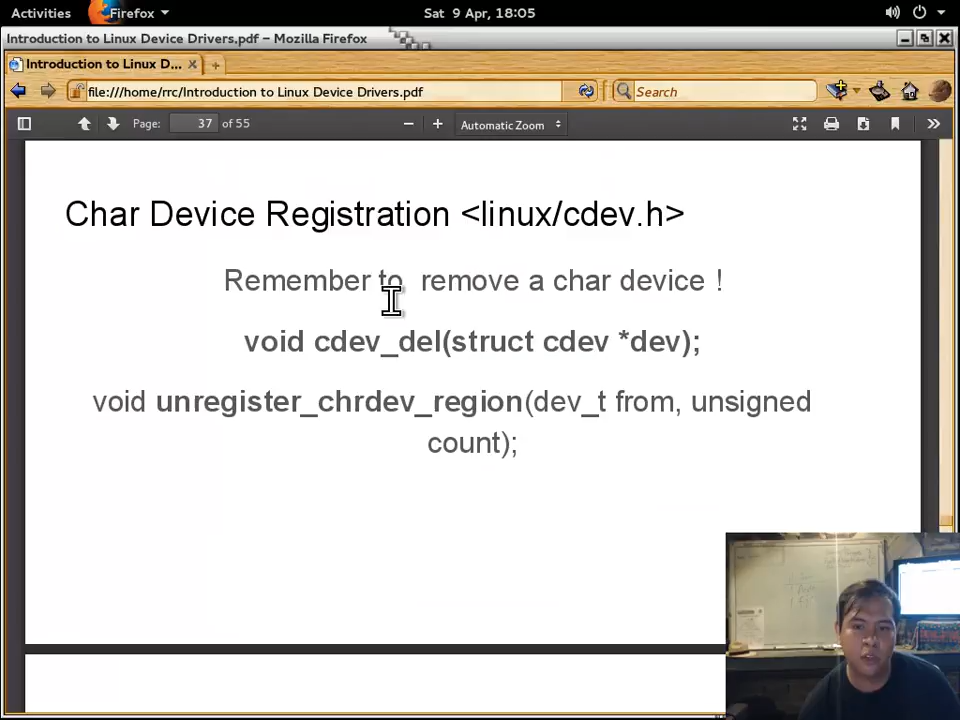 Activities Firefox Sat 9 Apr, 18:05
Introduction to Linux Device Drivers.pdf – Mozilla Firefox
Introduction to Linux D... × +
file:///home/rrc/Introduction to Linux Device Drivers.pdf Search
Page: 37 of 55 − + Automatic Zoom
Char Device Registration <linux/cdev.h>
Remember to remove a char device !
void cdev_del(struct cdev *dev);
void unregister_chrdev_region(dev_t from, unsigned
count);